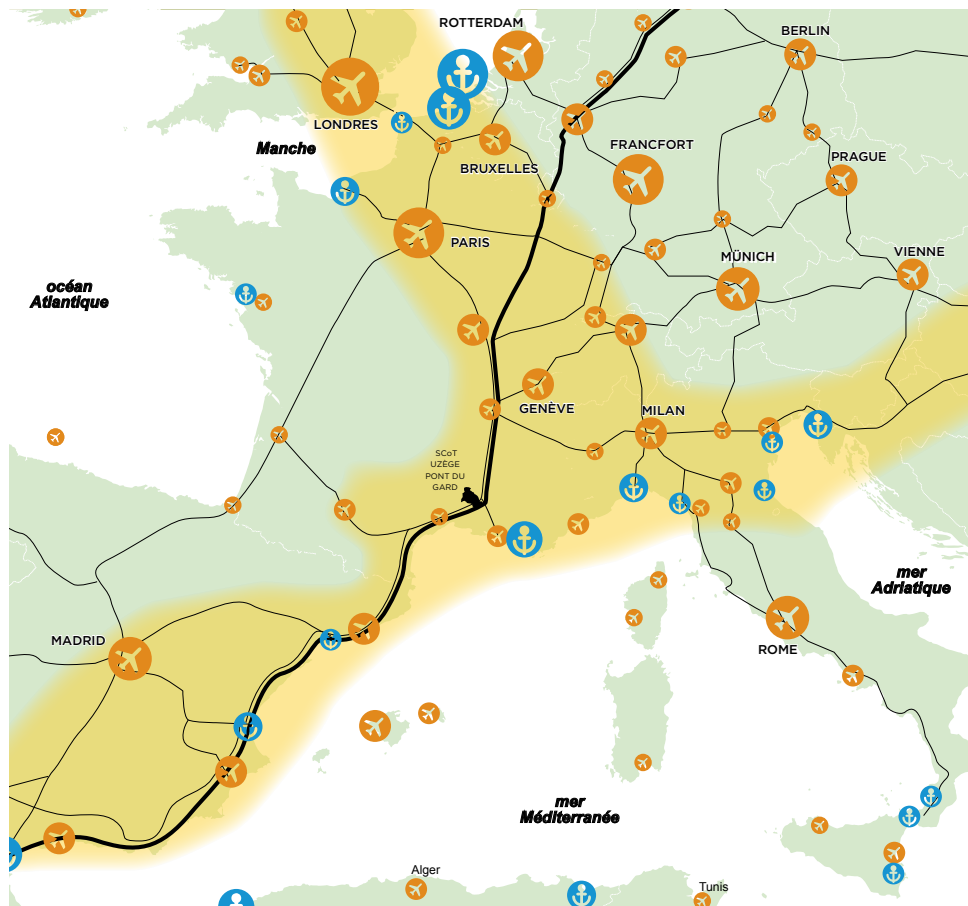 ROTTERDAM
BERLIN
LONDRES
Manche
BRUXELLES
FRANCFORT
PRAGUE
PARIS
MÜNICH
VIENNE
océan
Atlantique
GENÈVE
MILAN
SCoT
UZÈGE
PONT DU
GARD
mer
Adriatique
MADRID
ROME
mer
Méditerranée
Alger
Tunis